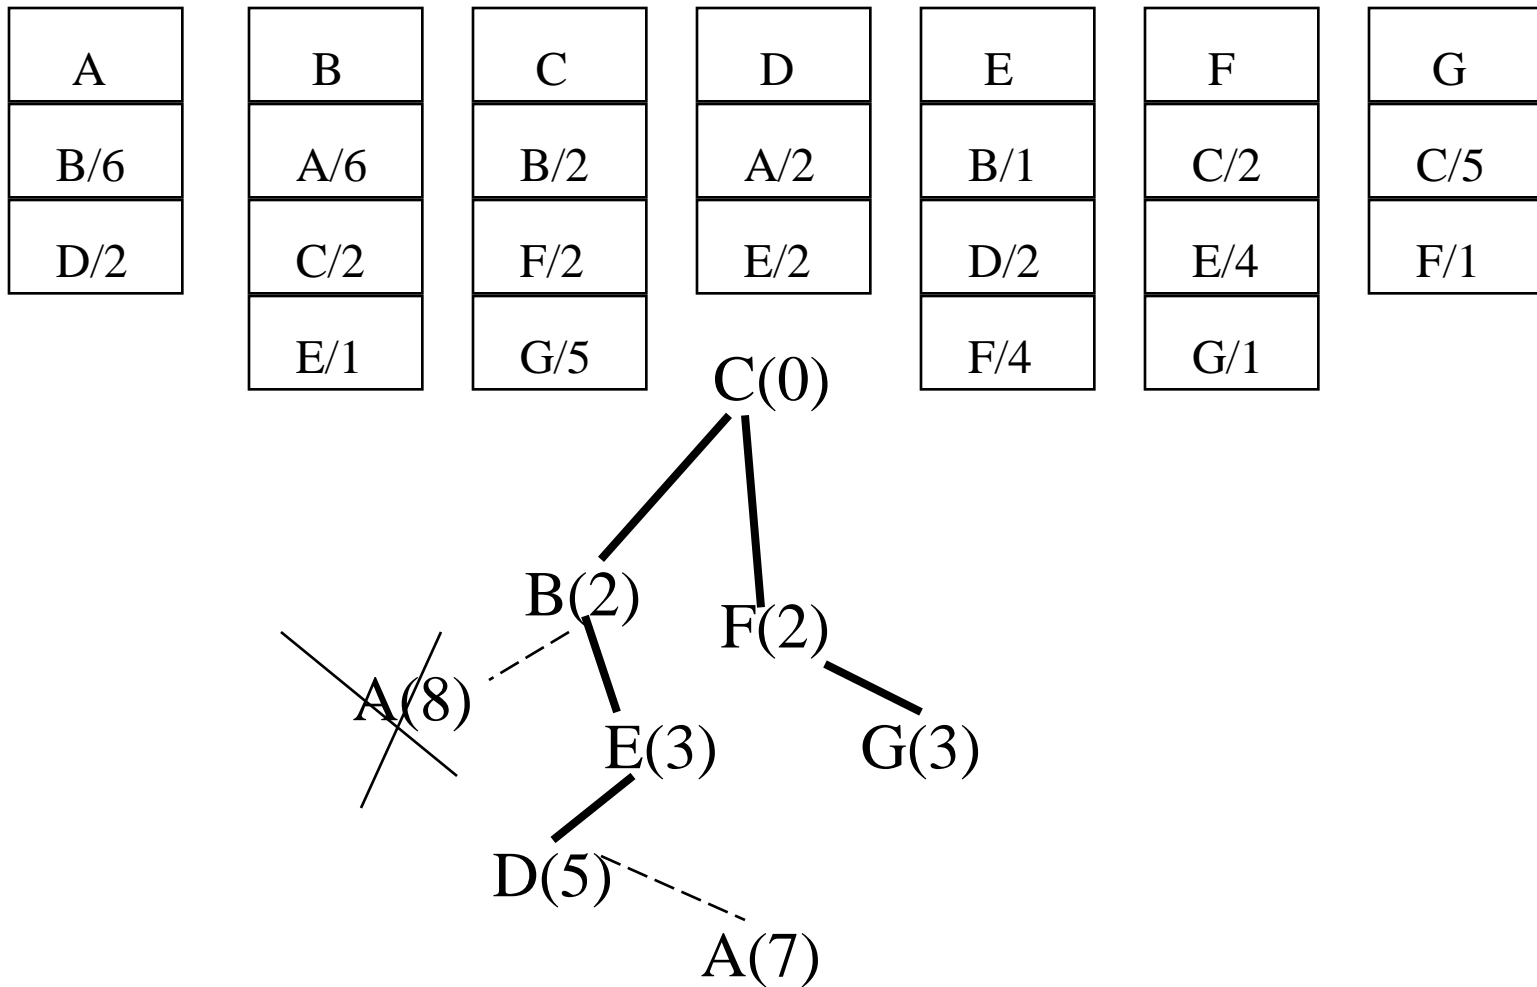 A B C D E F G
B/6 A/6 B/2 A/2 B/1 C/2 C/5
D/2 C/2 F/2 E/2 D/2 E/4 F/1
E/1 G/5 F/4 G/1
C(0)
B(2) F(2)
A(8)
E(3) G(3)
D(5)
A(7)